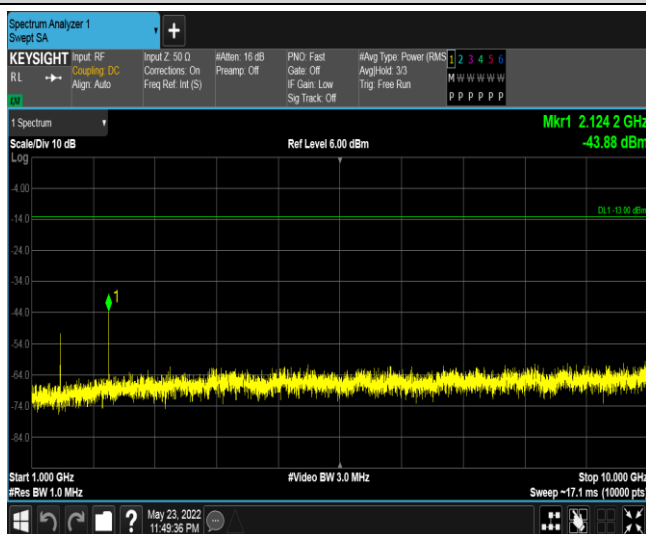 Spectrum Analyzer 1
Swept SA
KEYSIGHT Input: RF Input Z: 50 Ω #Atten: 16 dB PNO: Fast #Avg Type: Power (RMS 1 2 3 4 5 6
RL Coupling: DC Corrections: On Preamp: Off Gate: Off Avg|Hold: 3/3 M W W W W W
Align: Auto Freq Ref: Int (S) IF Gain: Low Trig: Free Run
Sig Track: Off P P P P P P
1 Spectrum Mkr1 2.124 2 GHz
Scale/Div 10 dB Ref Level 6.00 dBm -43.88 dBm
Log
-4.00
DL1 -13.00 dBm
-14.0
-24.0
-34.0
1
-44.0
-54.0
-64.0
-74.0
-84.0
Start 1.000 GHz #Video BW 3.0 MHz Stop 10.000 GHz
#Res BW 1.0 MHz Sweep ~17.1 ms (10000 pts)
? May 23, 2022
11:49:36 PM